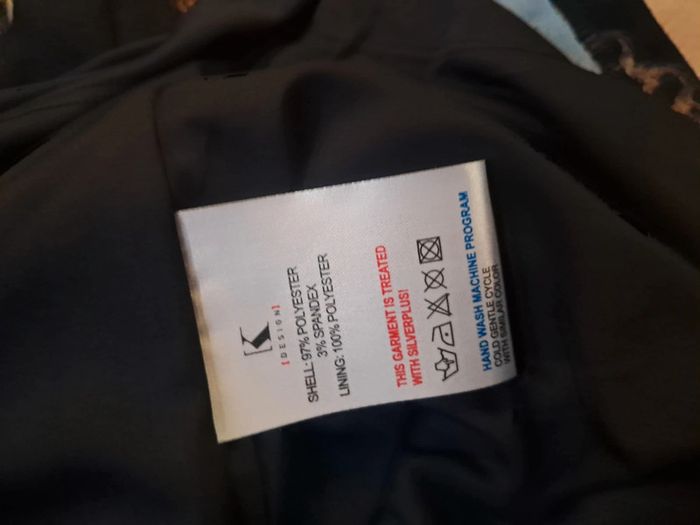 [K]
[DESIGN]
SHELL: 97% POLYESTER
3% SPANDEX
LINING: 100% POLYESTER
THIS GARMENT IS TREATED
WITH SILVERPLUS!
HAND WASH MACHINE PROGRAM
COLD GENTLE CYCLE
WITH SIMILAR COLOR